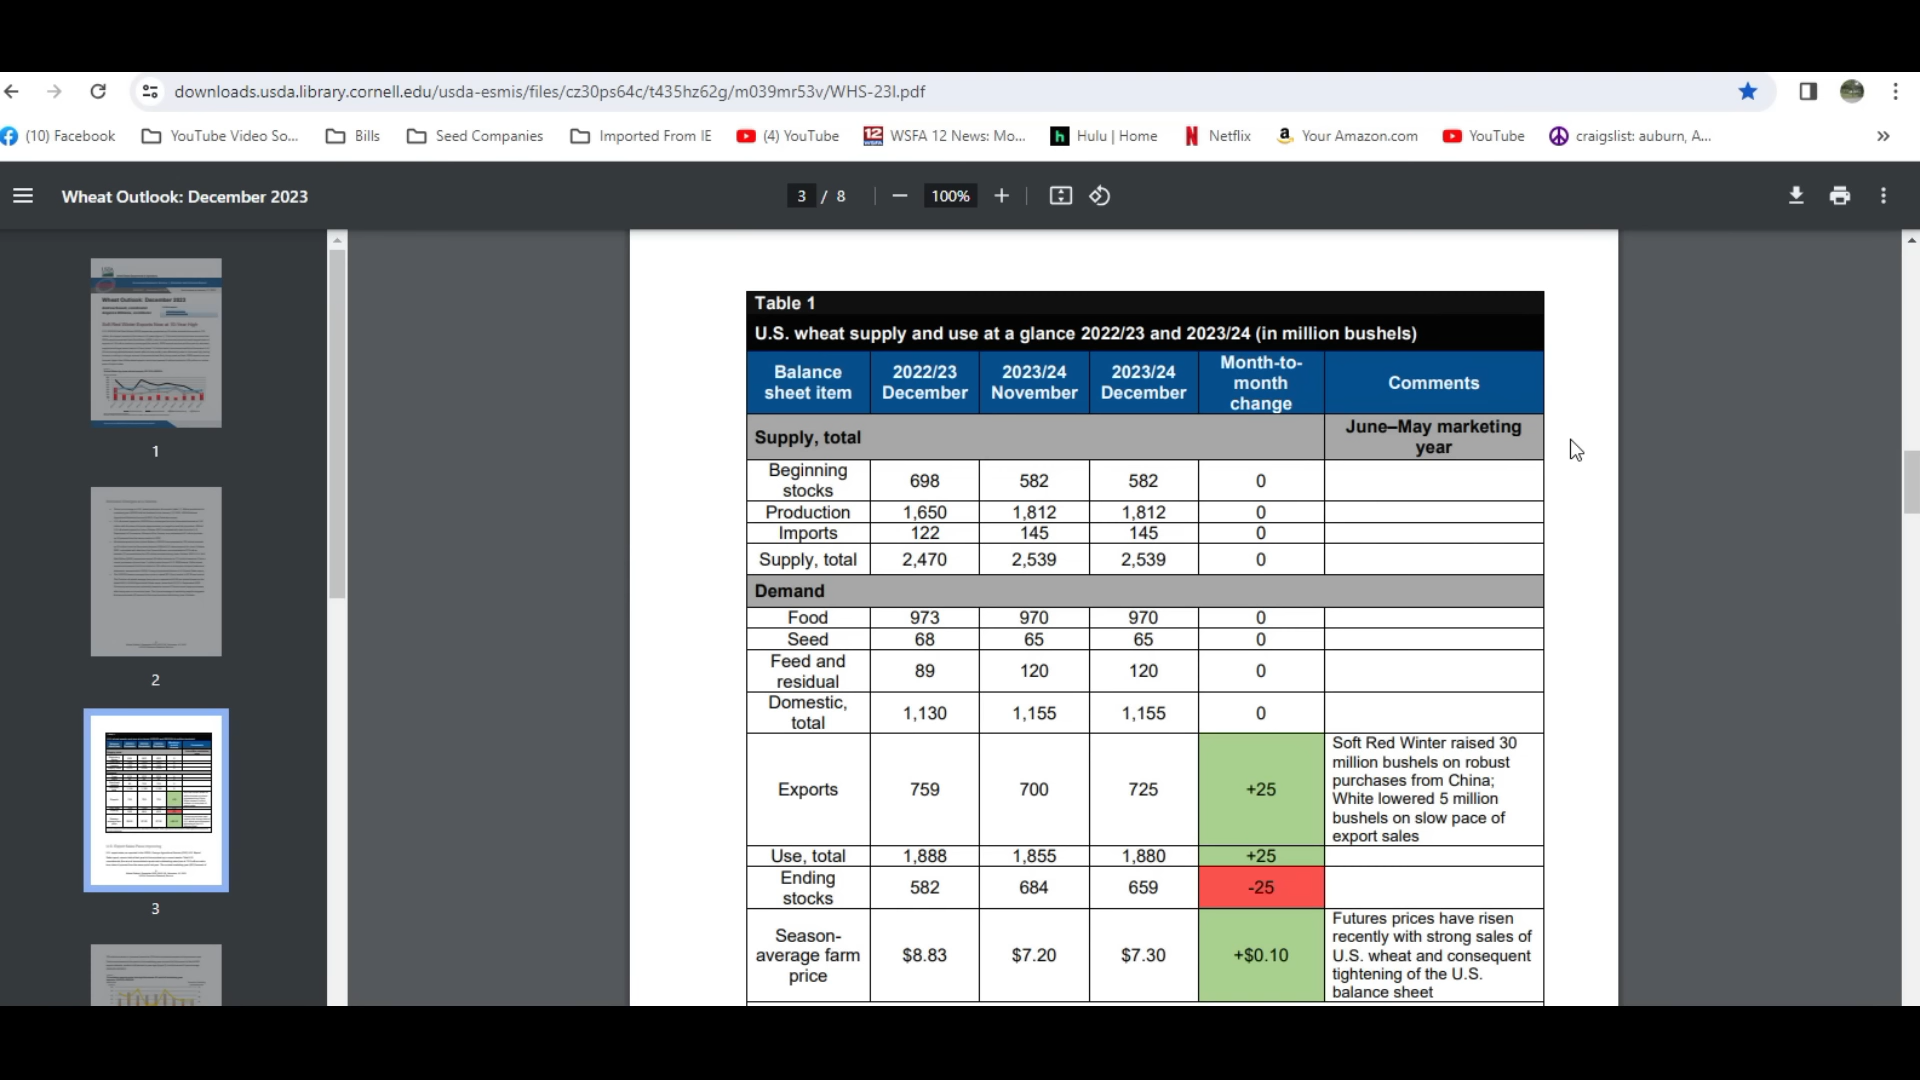 downloads.usda.library.cornell.edu/usda-esmis/files/cz30ps64c/t435hz62g/m039mr53v/WHS-23l.pdf
(10) Facebook YouTube Video So... Bills Seed Companies Imported From IE (4) YouTube 12 WSFA 12 News: Mo... h Hulu | Home N Netflix a Your Amazon.com YouTube craigslist: auburn, A... »
Wheat Outlook: December 2023 3 / 8 100%
1
2
3
Table 1
U.S. wheat supply and use at a glance 2022/23 and 2023/24 (in million bushels)
Balance sheet item 2022/23 December 2023/24 November 2023/24 December Month-to-month change Comments
Supply, total June–May marketing year
Beginning stocks 698 582 582 0
Production 1,650 1,812 1,812 0
Imports 122 145 145 0
Supply, total 2,470 2,539 2,539 0
Demand
Food 973 970 970 0
Seed 68 65 65 0
Feed and residual 89 120 120 0
Domestic, total 1,130 1,155 1,155 0
Exports 759 700 725 +25 Soft Red Winter raised 30 million bushels on robust purchases from China; White lowered 5 million bushels on slow pace of export sales
Use, total 1,888 1,855 1,880 +25
Ending stocks 582 684 659 -25
Season-average farm price $8.83 $7.20 $7.30 +$0.10 Futures prices have risen recently with strong sales of U.S. wheat and consequent tightening of the U.S. balance sheet